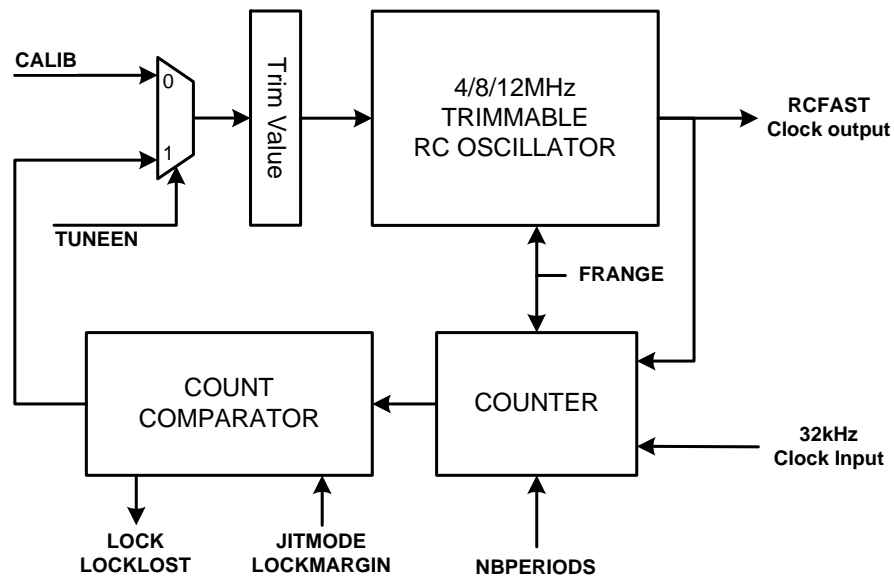 CALIB
0
1
TUNEEN
Trim Value
4/8/12MHz
TRIMMABLE
RC OSCILLATOR
RCFAST
Clock output
FRANGE
COUNT
COMPARATOR
COUNTER
32kHz
Clock Input
LOCK
LOCKLOST
JITMODE
LOCKMARGIN
NBPERIODS